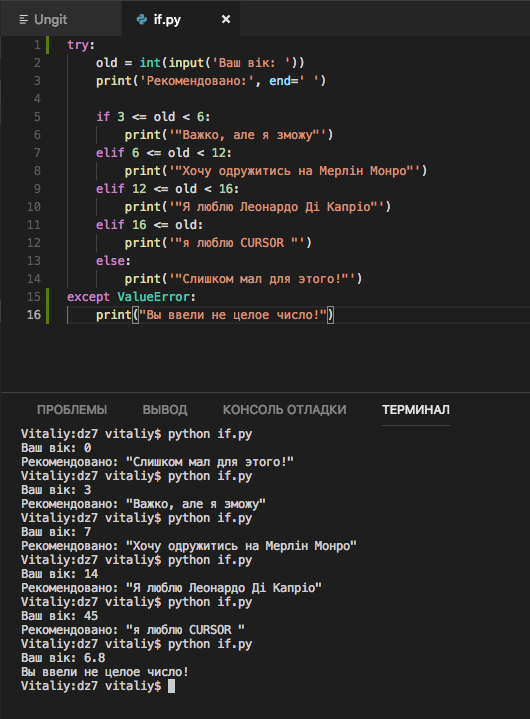 Ungit if.py ×
1 try:
2 old = int(input('Ваш вік: '))
3 print('Рекомендовано:', end=' ')
4
5 if 3 <= old < 6:
6 print('"Важко, але я зможу"')
7 elif 6 <= old < 12:
8 print('"Хочу одружитись на Мерлін Монро"')
9 elif 12 <= old < 16:
10 print('"Я люблю Леонардо Ді Капріо"')
11 elif 16 <= old:
12 print('"я люблю CURSOR "')
13 else:
14 print('"Слишком мал для этого!"')
15 except ValueError:
16 print("Вы ввели не целое число!")
ПРОБЛЕМЫ ВЫВОД КОНСОЛЬ ОТЛАДКИ ТЕРМИНАЛ
Vitaliy:dz7 vitaliy$ python if.py
Ваш вік: 0
Рекомендовано: "Слишком мал для этого!"
Vitaliy:dz7 vitaliy$ python if.py
Ваш вік: 3
Рекомендовано: "Важко, але я зможу"
Vitaliy:dz7 vitaliy$ python if.py
Ваш вік: 7
Рекомендовано: "Хочу одружитись на Мерлін Монро"
Vitaliy:dz7 vitaliy$ python if.py
Ваш вік: 14
Рекомендовано: "Я люблю Леонардо Ді Капріо"
Vitaliy:dz7 vitaliy$ python if.py
Ваш вік: 45
Рекомендовано: "я люблю CURSOR "
Vitaliy:dz7 vitaliy$ python if.py
Ваш вік: 6.8
Вы ввели не целое число!
Vitaliy:dz7 vitaliy$